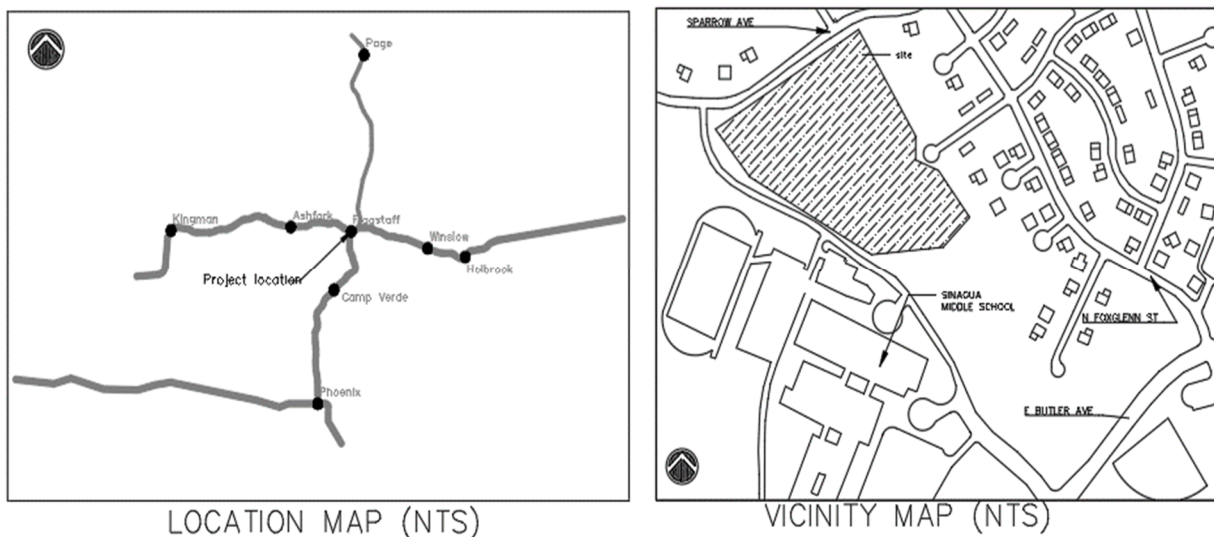 Page
Kingman
Ashfork
Flagstaff
Winslow
Holbrook
Project location
Camp Verde
Phoenix
LOCATION MAP (NTS)
SPARROW AVE
site
SINAGUA
MIDDLE SCHOOL
N FOXGLENN ST
E BUTLER AVE
VICINITY MAP (NTS)